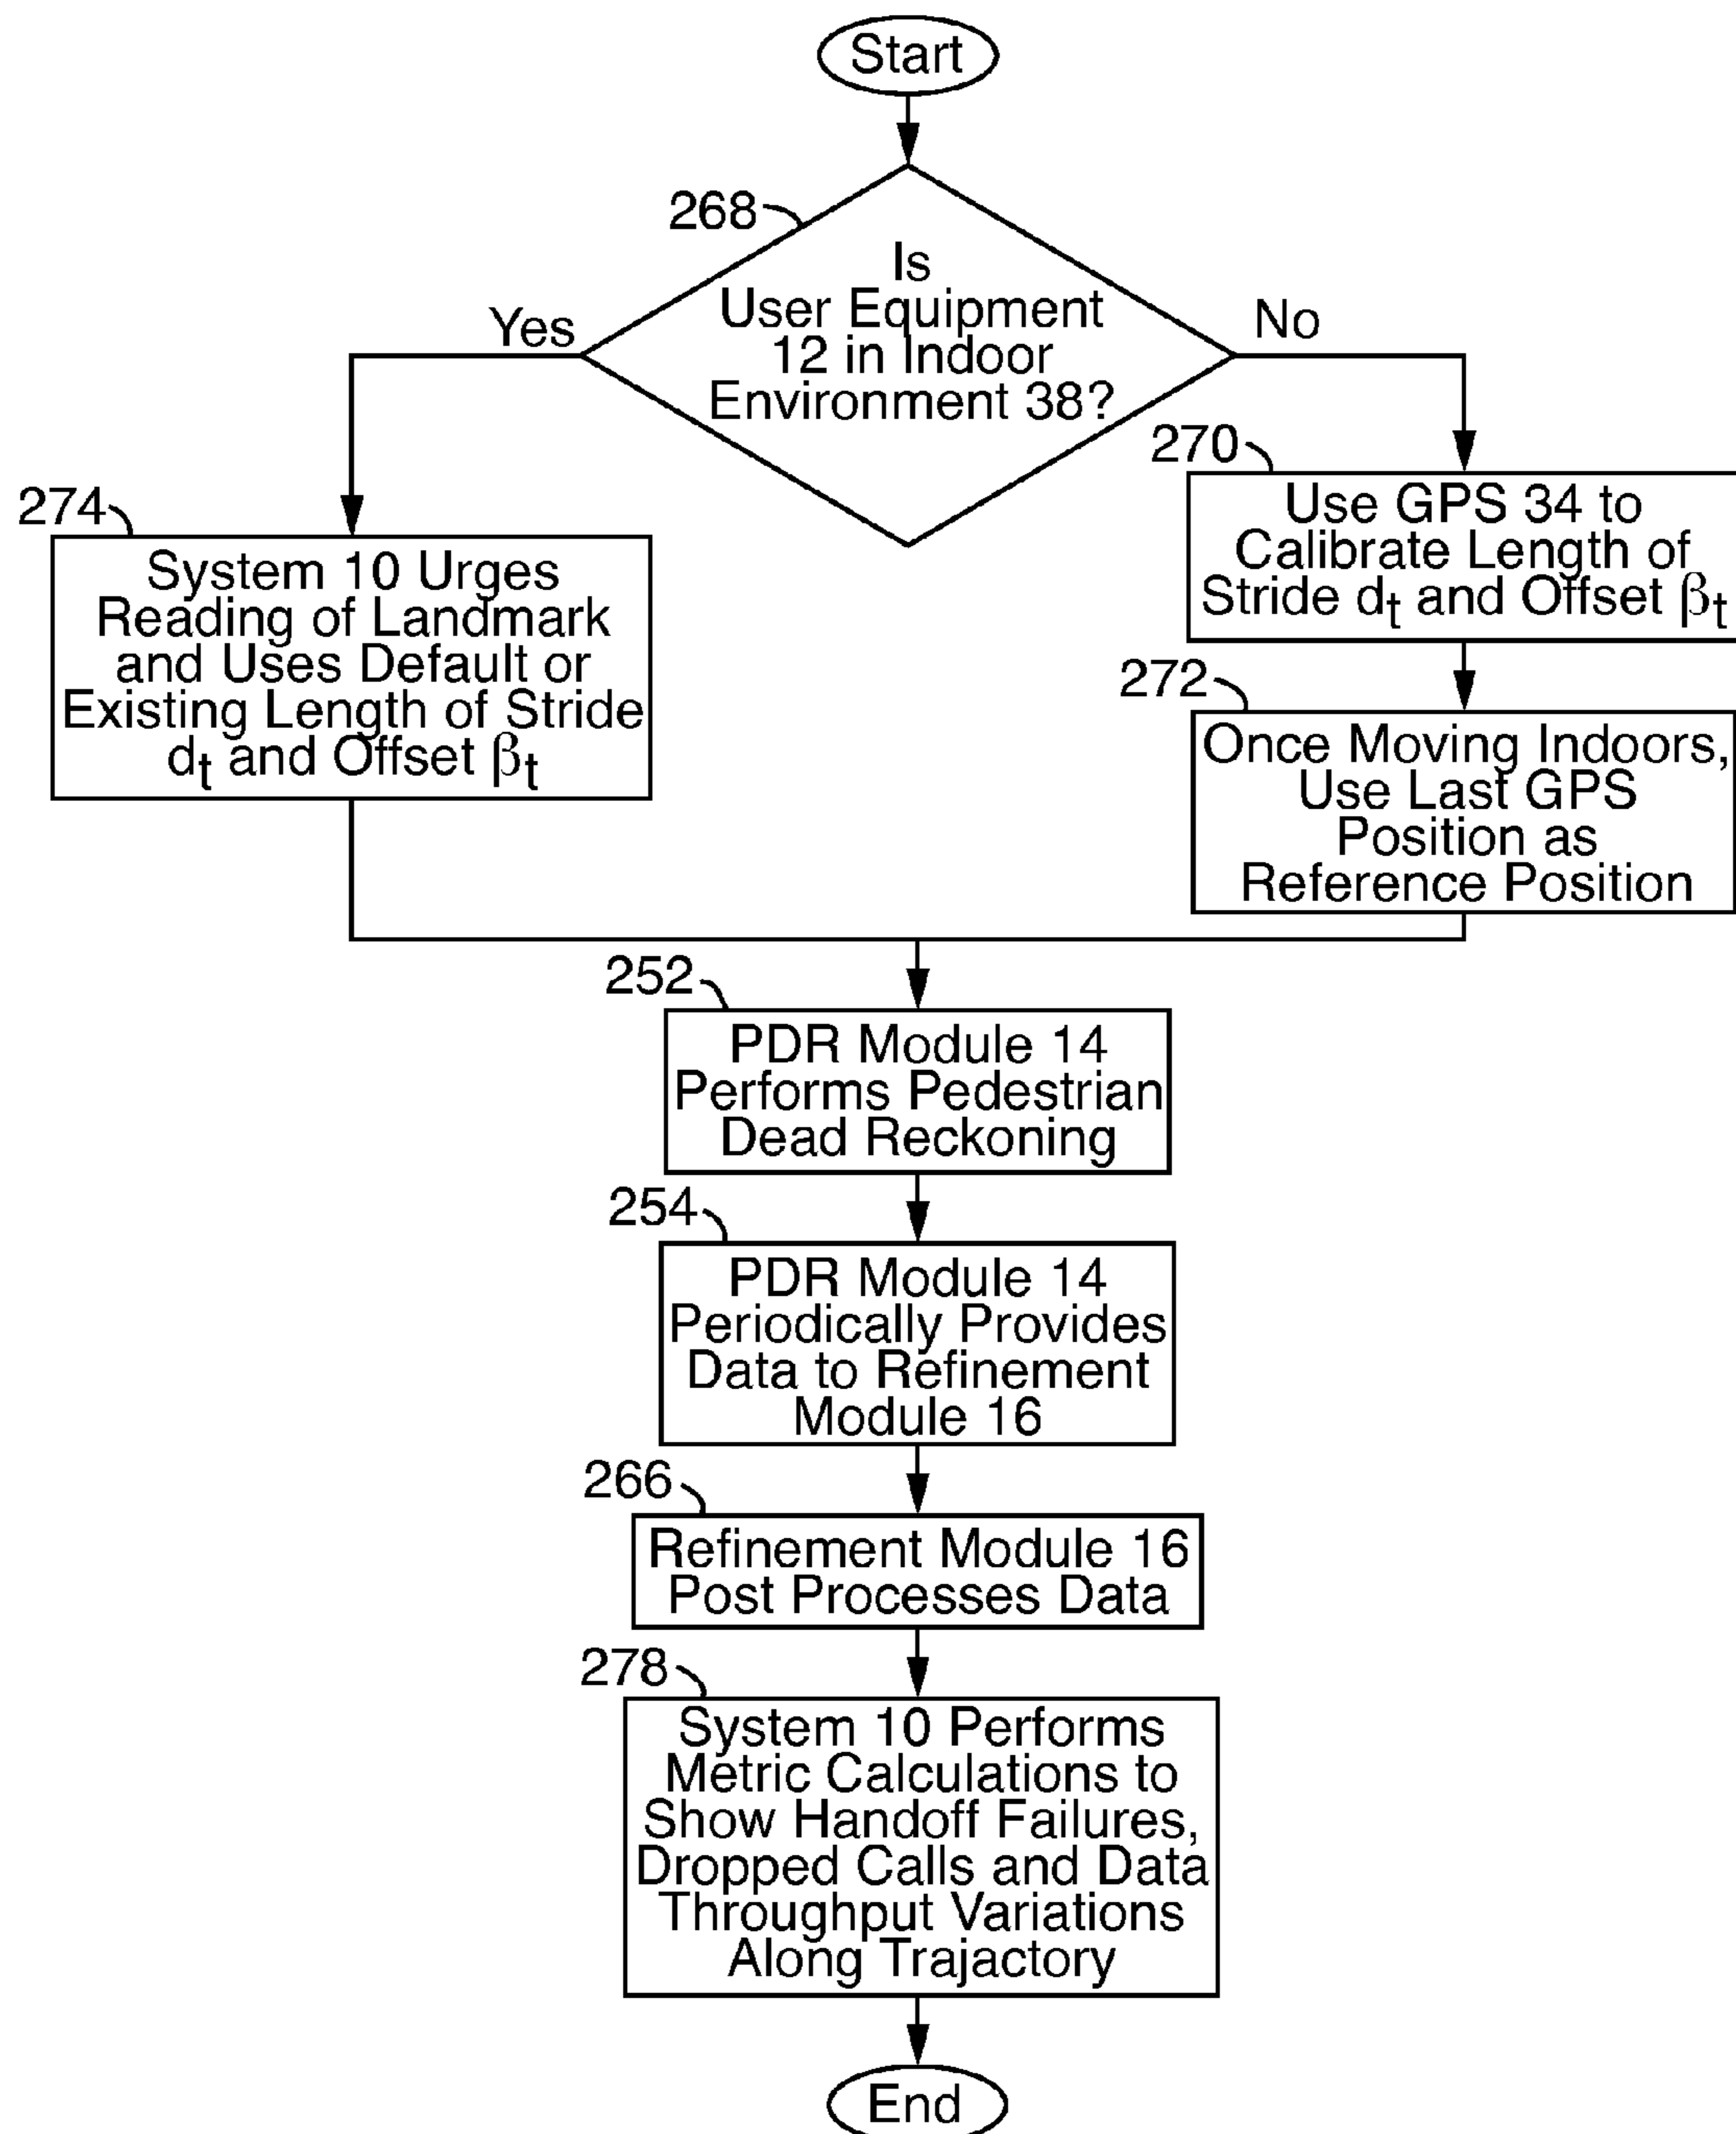 Start
268
Is
User Equipment
12 in Indoor
Environment 38?
Yes
No
274
System 10 Urges
Reading of Landmark
and Uses Default or
Existing Length of Stride
dt and Offset βt
270
Use GPS 34 to
Calibrate Length of
Stride dt and Offset βt
272
Once Moving Indoors,
Use Last GPS
Position as
Reference Position
252
PDR Module 14
Performs Pedestrian
Dead Reckoning
254
PDR Module 14
Periodically Provides
Data to Refinement
Module 16
266
Refinement Module 16
Post Processes Data
278
System 10 Performs
Metric Calculations to
Show Handoff Failures,
Dropped Calls and Data
Throughput Variations
Along Trajactory
End